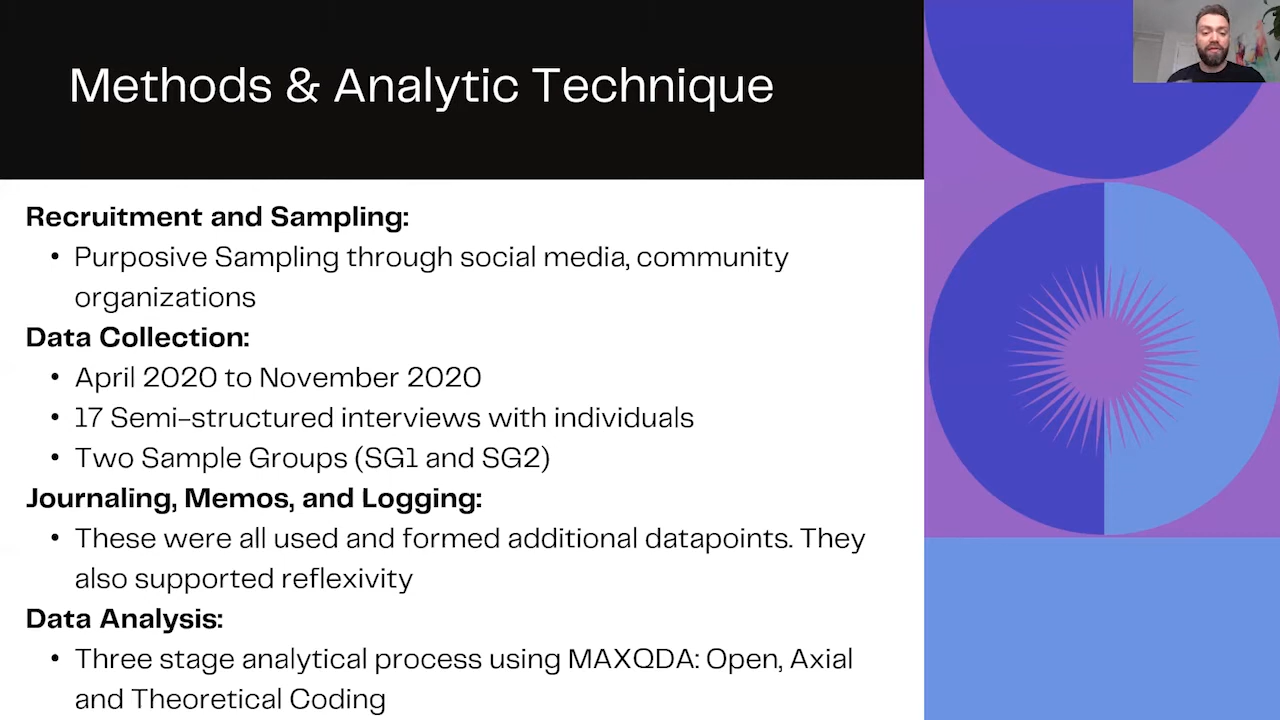 Methods & Analytic Technique
Recruitment and Sampling:
• Purposive Sampling through social media, community
organizations
Data Collection:
• April 2020 to November 2020
• 17 Semi-structured interviews with individuals
• Two Sample Groups (SG1 and SG2)
Journaling, Memos, and Logging:
• These were all used and formed additional datapoints. They
also supported reflexivity
Data Analysis:
• Three stage analytical process using MAXQDA: Open, Axial
and Theoretical Coding